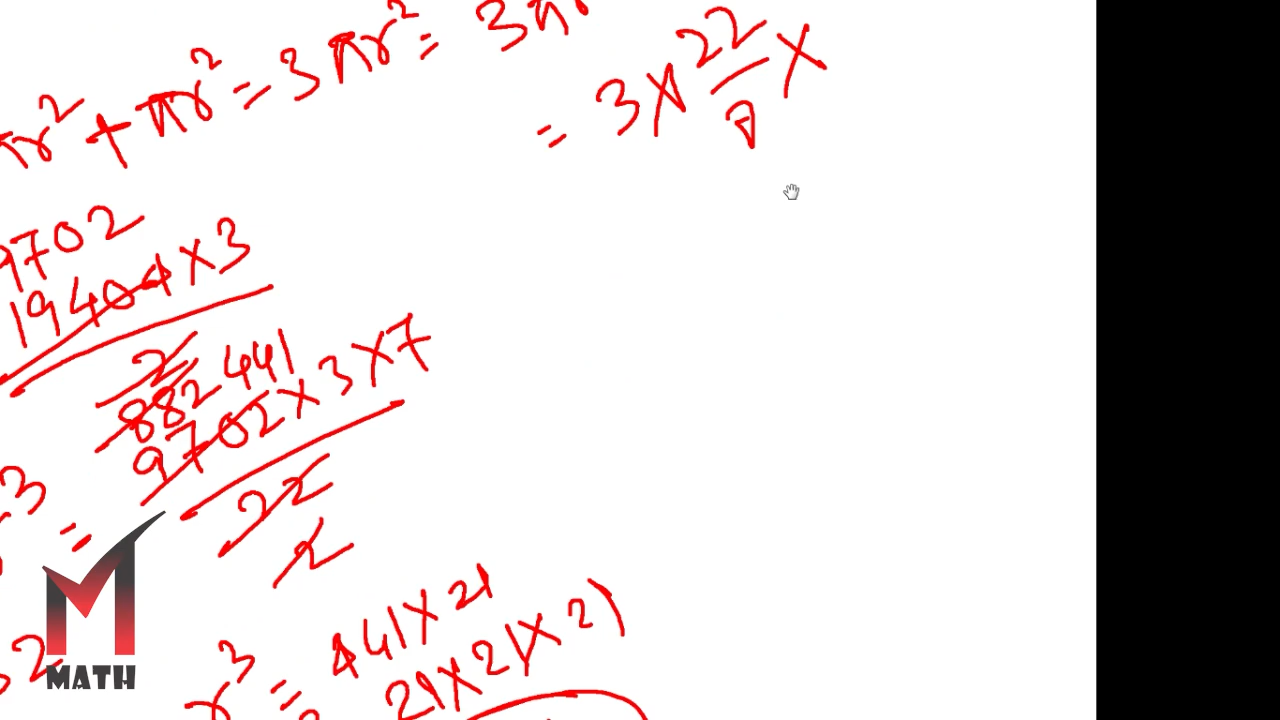 πr² + πr² = 3πr² = 3π
= 3 × 22/7 ×
9702
19404 × 3
2
882 441
9702 × 3 × 7
3 =
22
2
r³ = 441 × 21
21 × 21 × 21
MATH